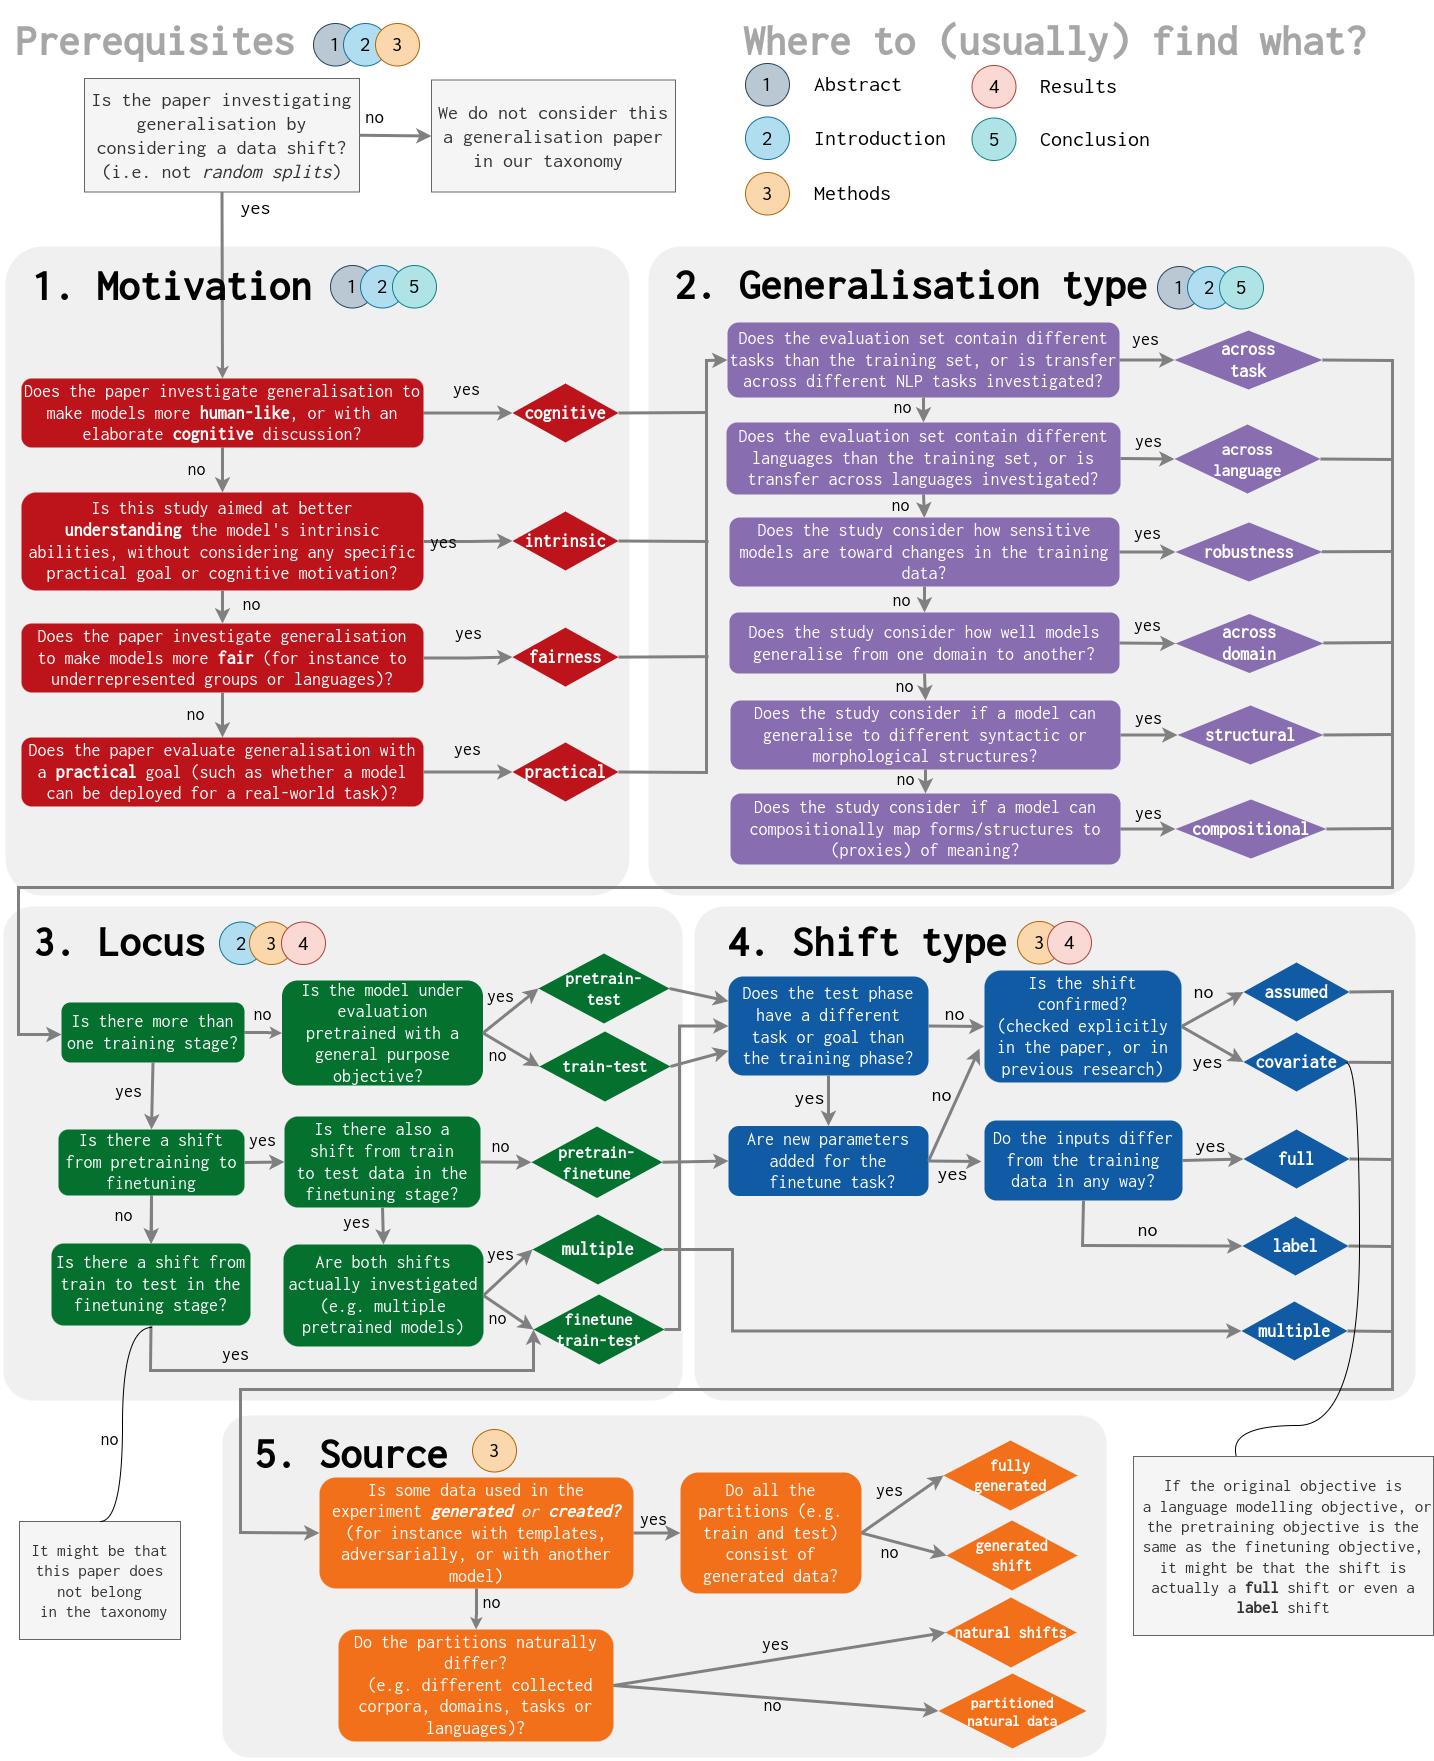 Prerequisites
1
2
3
Is the paper investigating
generalisation by
considering a data shift?
(i.e. not random splits)
no
We do not consider this
a generalisation paper
in our taxonomy
yes
Where to (usually) find what?
1
Abstract
4
Results
2
Introduction
5
Conclusion
3
Methods
1. Motivation
1
2
5
Does the paper investigate generalisation to
make models more human-like, or with an
elaborate cognitive discussion?
yes
cognitive
no
Is this study aimed at better
understanding the model's intrinsic
abilities, without considering any specific
practical goal or cognitive motivation?
yes
intrinsic
no
Does the paper investigate generalisation
to make models more fair (for instance to
underrepresented groups or languages)?
yes
fairness
no
Does the paper evaluate generalisation with
a practical goal (such as whether a model
can be deployed for a real-world task)?
yes
practical
2. Generalisation type
1
2
5
Does the evaluation set contain different
tasks than the training set, or is transfer
across different NLP tasks investigated?
yes
across
task
no
Does the evaluation set contain different
languages than the training set, or is
transfer across languages investigated?
yes
across
language
no
Does the study consider how sensitive
models are toward changes in the training
data?
yes
robustness
no
Does the study consider how well models
generalise from one domain to another?
yes
across
domain
no
Does the study consider if a model can
generalise to different syntactic or
morphological structures?
yes
structural
no
Does the study consider if a model can
compositionally map forms/structures to
(proxies) of meaning?
yes
compositional
3. Locus
2
3
4
Is there more than
one training stage?
no
Is the model under
evaluation
pretrained with a
general purpose
objective?
yes
pretrain-
test
no
train-test
yes
Is there a shift
from pretraining to
finetuning
yes
Is there also a
shift from train
to test data in the
finetuning stage?
no
pretrain-
finetune
no
yes
Is there a shift from
train to test in the
finetuning stage?
Are both shifts
actually investigated
(e.g. multiple
pretrained models)
yes
multiple
no
finetune
train-test
yes
no
It might be that
this paper does
not belong
in the taxonomy
4. Shift type
3
4
Does the test phase
have a different
task or goal than
the training phase?
no
Is the shift
confirmed?
(checked explicitly
in the paper, or in
previous research)
no
assumed
yes
covariate
yes
no
Are new parameters
added for the
finetune task?
yes
Do the inputs differ
from the training
data in any way?
yes
full
no
label
multiple
If the original objective is
a language modelling objective, or
the pretraining objective is the
same as the finetuning objective,
it might be that the shift is
actually a full shift or even a
label shift
5. Source
3
Is some data used in the
experiment generated or created?
(for instance with templates,
adversarially, or with another
model)
yes
Do all the
partitions (e.g.
train and test)
consist of
generated data?
yes
fully
generated
no
generated
shift
no
Do the partitions naturally
differ?
(e.g. different collected
corpora, domains, tasks or
languages)?
yes
natural shifts
no
partitioned
natural data